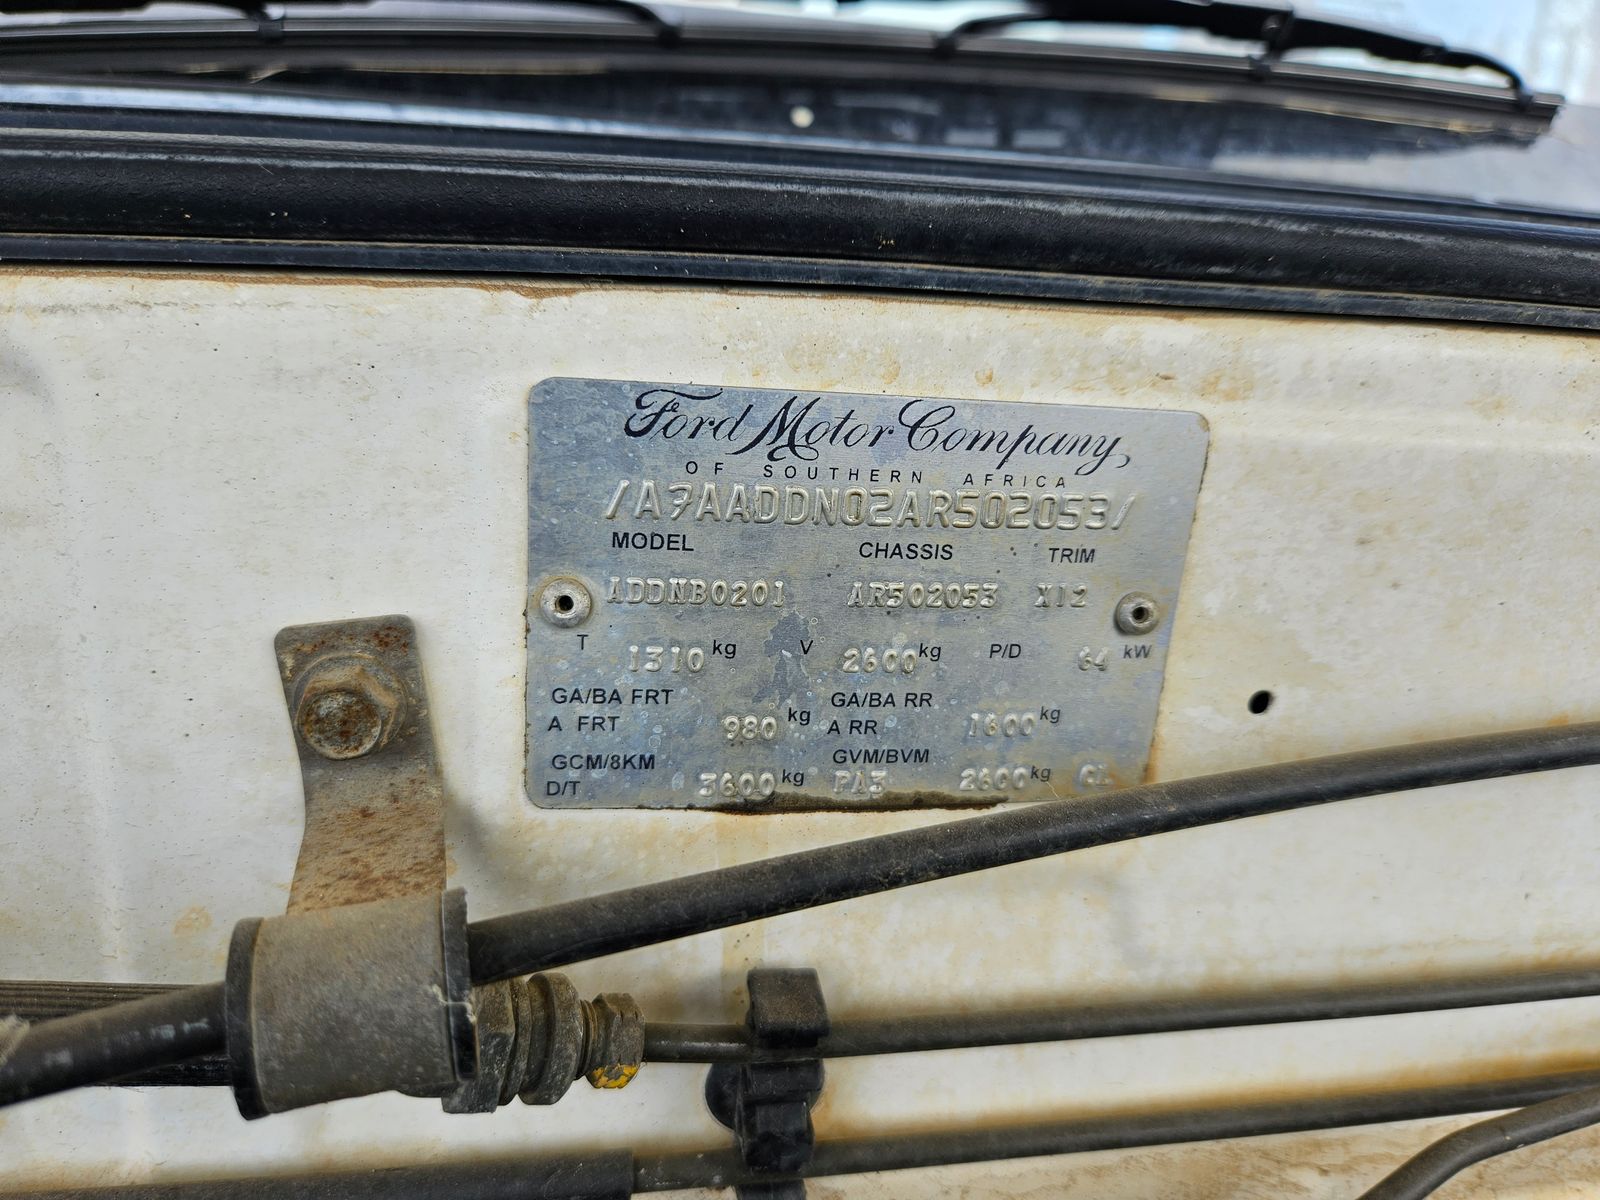 Ford Motor Company
OF SOUTHERN AFRICA
/A7AADDN02AR502053/
MODEL CHASSIS TRIM
ADDNB0201 AR502053 X12
T 1310 kg V 2600 kg P/D 64 kW
GA/BA FRT GA/BA RR
A FRT 980 kg A RR 1600 kg
GCM/8KM GVM/BVM
D/T 3600 kg PA3 2600 kg